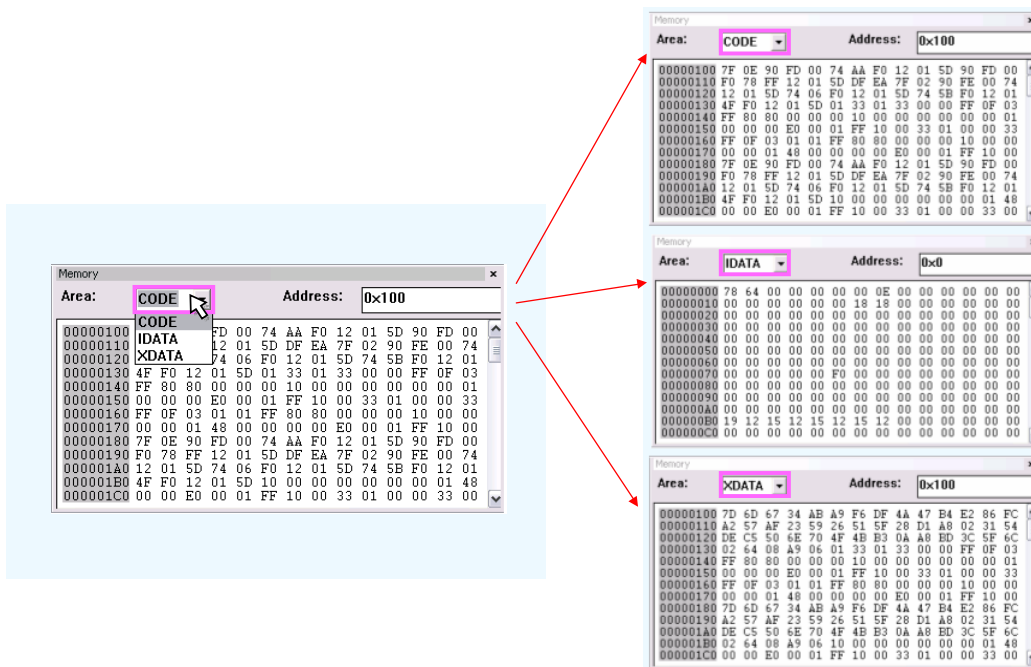 Memory ×
Area: CODE Address: 0x100
CODE
IDATA
XDATA
00000100 FD 00 74 AA F0 12 01 5D 90 FD 00
00000110 12 01 5D DF EA 7F 02 90 FE 00 74
00000120 74 06 F0 12 01 5D 74 5B F0 12 01
00000130 4F F0 12 01 5D 01 33 01 33 00 00 FF 0F 03
00000140 FF 80 80 00 00 00 10 00 00 00 00 00 00 01
00000150 00 00 00 E0 00 01 FF 10 00 33 01 00 00 33
00000160 FF 0F 03 01 01 FF 80 80 00 00 00 10 00 00
00000170 00 00 01 48 00 00 00 00 E0 00 01 FF 10 00
00000180 7F 0E 90 FD 00 74 AA F0 12 01 5D 90 FD 00
00000190 F0 78 FF 12 01 5D DF EA 7F 02 90 FE 00 74
000001A0 12 01 5D 74 06 F0 12 01 5D 74 5B F0 12 01
000001B0 4F F0 12 01 5D 10 00 00 00 00 00 00 01 48
000001C0 00 00 E0 00 01 FF 10 00 33 01 00 00 33 00
Memory ×
Area: CODE Address: 0x100
00000100 7F 0E 90 FD 00 74 AA F0 12 01 5D 90 FD 00
00000110 F0 78 FF 12 01 5D DF EA 7F 02 90 FE 00 74
00000120 12 01 5D 74 06 F0 12 01 5D 74 5B F0 12 01
00000130 4F F0 12 01 5D 01 33 01 33 00 00 FF 0F 03
00000140 FF 80 80 00 00 00 10 00 00 00 00 00 00 01
00000150 00 00 00 E0 00 01 FF 10 00 33 01 00 00 33
00000160 FF 0F 03 01 01 FF 80 80 00 00 00 10 00 00
00000170 00 00 01 48 00 00 00 00 E0 00 01 FF 10 00
00000180 7F 0E 90 FD 00 74 AA F0 12 01 5D 90 FD 00
00000190 F0 78 FF 12 01 5D DF EA 7F 02 90 FE 00 74
000001A0 12 01 5D 74 06 F0 12 01 5D 74 5B F0 12 01
000001B0 4F F0 12 01 5D 10 00 00 00 00 00 00 01 48
000001C0 00 00 E0 00 01 FF 10 00 33 01 00 00 33 00
Memory
Area: IDATA Address: 0x0
00000000 78 64 00 00 00 00 00 0E 00 00 00 00 00 00
00000010 00 00 00 00 00 00 18 18 00 00 00 00 00 00
00000020 00 00 00 00 00 00 00 00 00 00 00 00 00 00
00000030 00 00 00 00 00 00 00 00 00 00 00 00 00 00
00000040 00 00 00 00 00 00 00 00 00 00 00 00 00 00
00000050 00 00 00 00 00 00 00 00 00 00 00 00 00 00
00000060 00 00 00 00 00 00 00 00 00 00 00 00 00 00
00000070 00 00 00 00 00 F0 00 00 00 00 00 00 00 00
00000080 00 00 00 00 00 00 00 00 00 00 00 00 00 00
00000090 00 00 00 00 00 00 00 00 00 00 00 00 00 00
000000A0 00 00 00 00 00 00 00 00 00 00 00 00 00 00
000000B0 19 12 15 12 15 12 15 12 00 00 00 00 00 00
000000C0 00 00 00 00 00 00 00 00 00 00 00 00 00 00
Memory ×
Area: XDATA Address: 0x100
00000100 7D 6D 67 34 AB A9 F6 DF 4A 47 B4 E2 86 FC
00000110 A2 57 AF 23 59 26 51 5F 28 D1 A8 02 31 54
00000120 DE C5 50 6E 70 4F 4B B3 0A A8 BD 3C 5F 6C
00000130 02 64 08 A9 06 01 33 01 33 00 00 FF 0F 03
00000140 FF 80 80 00 00 00 10 00 00 00 00 00 00 01
00000150 00 00 00 E0 00 01 FF 10 00 33 01 00 00 33
00000160 FF 0F 03 01 01 FF 80 80 00 00 00 10 00 00
00000170 00 00 01 48 00 00 00 00 E0 00 01 FF 10 00
00000180 7D 6D 67 34 AB A9 F6 DF 4A 47 B4 E2 86 FC
00000190 A2 57 AF 23 59 26 51 5F 28 D1 A8 02 31 54
000001A0 DE C5 50 6E 70 4F 4B B3 0A A8 BD 3C 5F 6C
000001B0 02 64 08 A9 06 10 00 00 00 00 00 00 01 48
000001C0 00 00 E0 00 01 FF 10 00 33 01 00 00 33 00